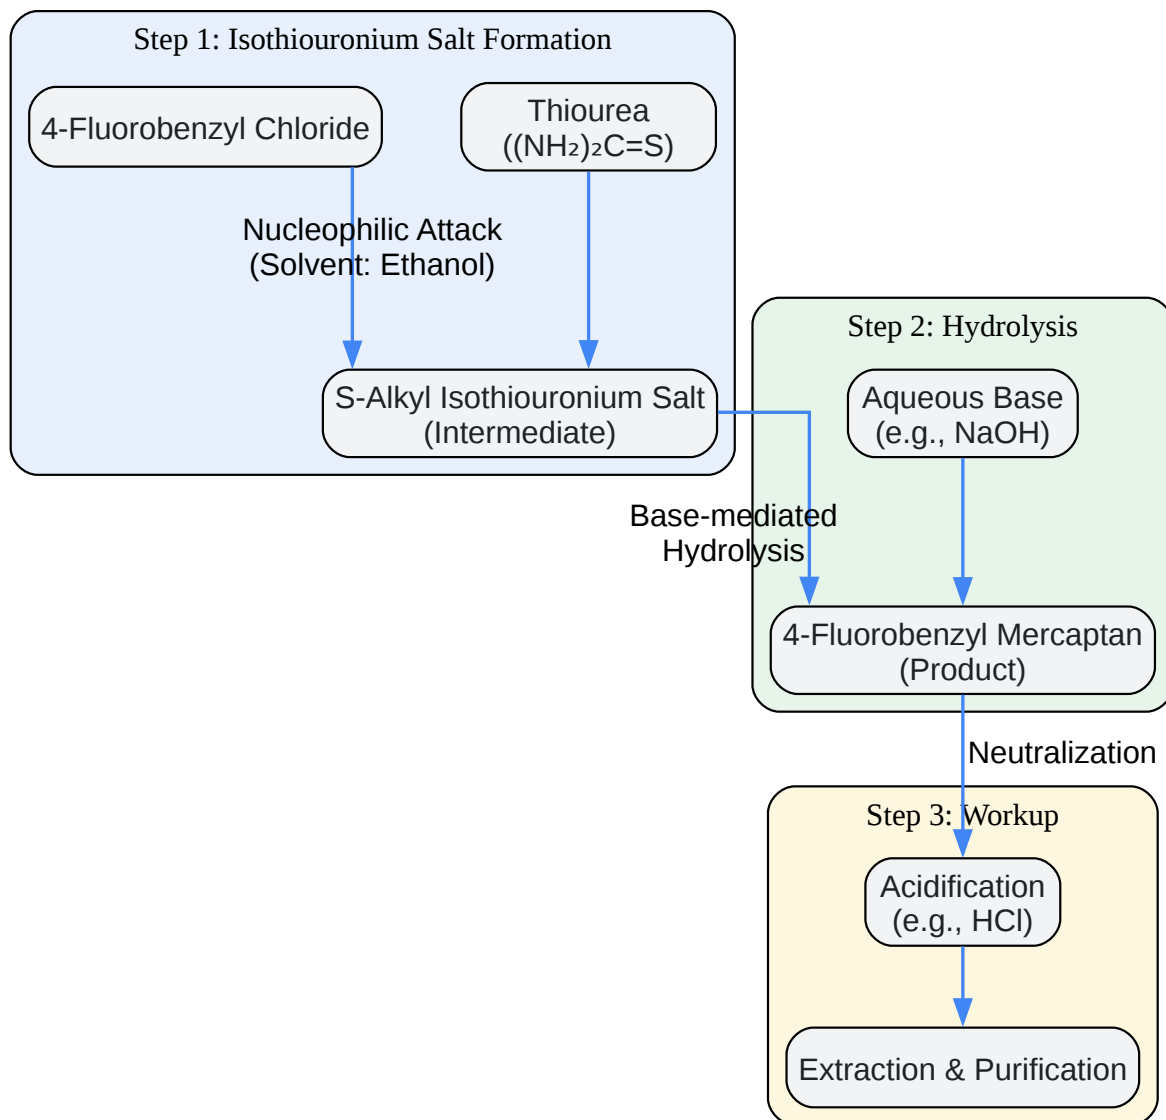 Step 1: Isothiouronium Salt Formation
4-Fluorobenzyl Chloride
Thiourea
((NH₂)₂C=S)
Nucleophilic Attack
(Solvent: Ethanol)
S-Alkyl Isothiouronium Salt
(Intermediate)
Step 2: Hydrolysis
Aqueous Base
(e.g., NaOH)
Base-mediated
Hydrolysis
4-Fluorobenzyl Mercaptan
(Product)
Neutralization
Step 3: Workup
Acidification
(e.g., HCl)
Extraction & Purification